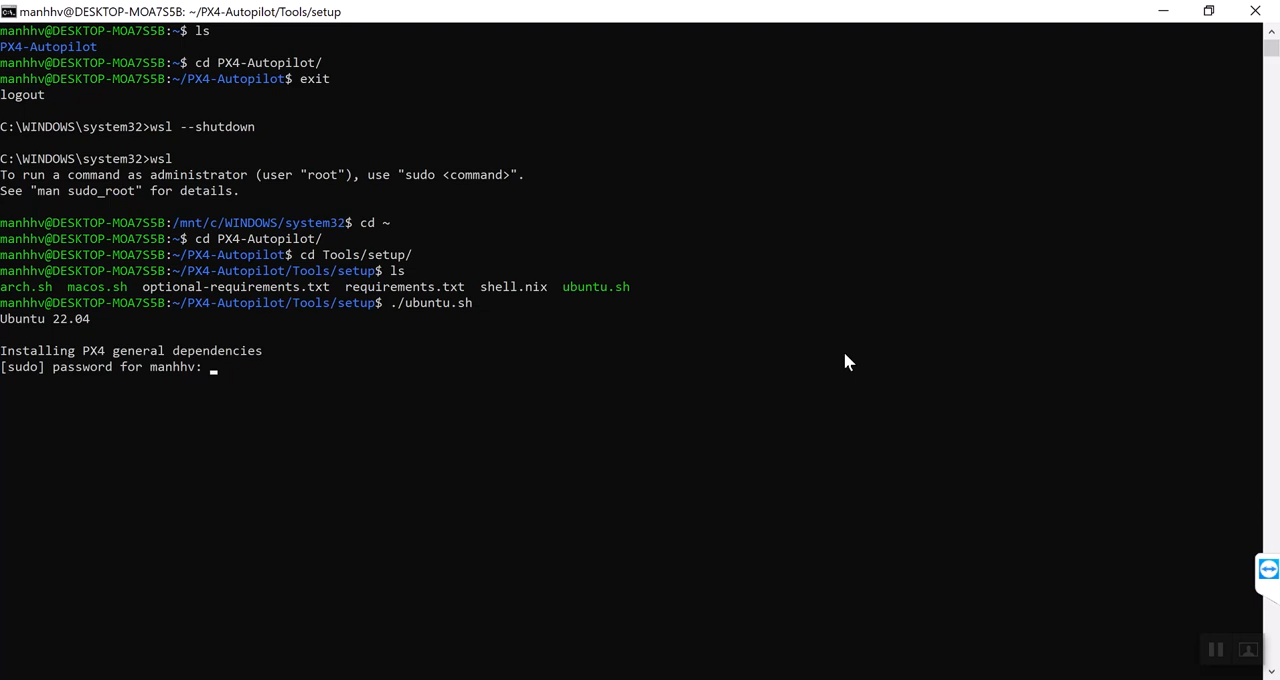 manhhv@DESKTOP-MOA7S5B: ~/PX4-Autopilot/Tools/setup
manhhv@DESKTOP-MOA7S5B:~$ ls
PX4-Autopilot
manhhv@DESKTOP-MOA7S5B:~$ cd PX4-Autopilot/
manhhv@DESKTOP-MOA7S5B:~/PX4-Autopilot$ exit
logout
C:\WINDOWS\system32>wsl --shutdown
C:\WINDOWS\system32>wsl
To run a command as administrator (user "root"), use "sudo <command>".
See "man sudo_root" for details.
manhhv@DESKTOP-MOA7S5B:/mnt/c/WINDOWS/system32$ cd ~
manhhv@DESKTOP-MOA7S5B:~$ cd PX4-Autopilot/
manhhv@DESKTOP-MOA7S5B:~/PX4-Autopilot$ cd Tools/setup/
manhhv@DESKTOP-MOA7S5B:~/PX4-Autopilot/Tools/setup$ ls
arch.sh  macos.sh  optional-requirements.txt  requirements.txt  shell.nix  ubuntu.sh
manhhv@DESKTOP-MOA7S5B:~/PX4-Autopilot/Tools/setup$ ./ubuntu.sh
Ubuntu 22.04
Installing PX4 general dependencies
[sudo] password for manhhv: